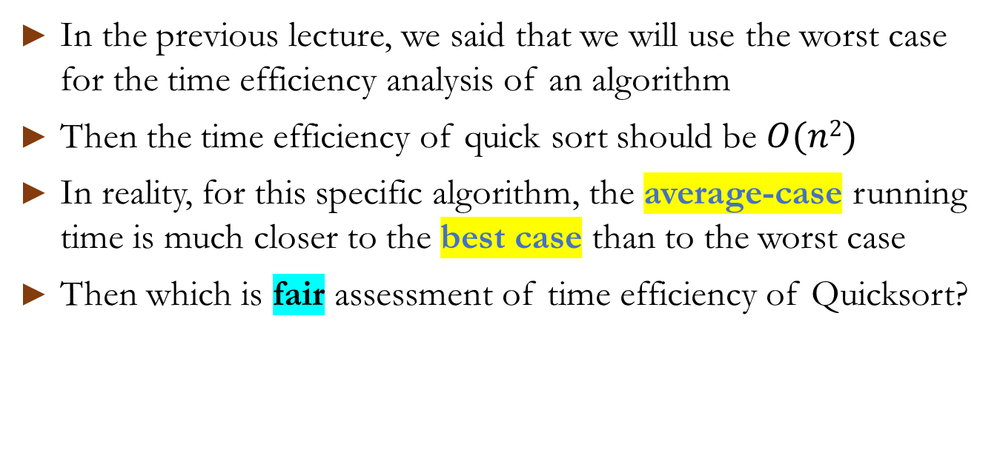 ► In the previous lecture, we said that we will use the worst case
for the time efficiency analysis of an algorithm
► Then the time efficiency of quick sort should be O(n²)
► In reality, for this specific algorithm, the average-case running
time is much closer to the best case than to the worst case
► Then which is fair assessment of time efficiency of Quicksort?